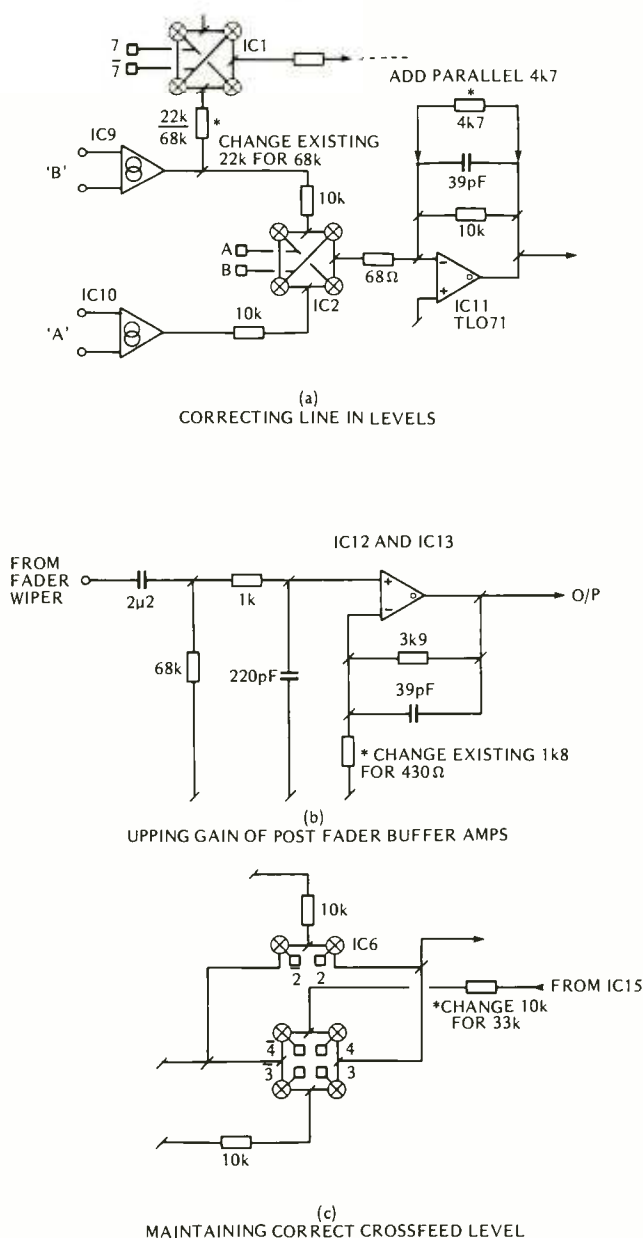 7
7̅
IC1
ADD PARALLEL 4k7
*
4k7
22k
68k
*
CHANGE EXISTING
22k FOR 68k
IC9
'B'
39pF
10k
10k
A
B
68Ω
IC2
IC10
'A'
10k
IC11
TLO71
(a)
CORRECTING LINE IN LEVELS
IC12 AND IC13
FROM
FADER
WIPER
2µ2
1k
O/P
3k9
39pF
68k
220pF
* CHANGE EXISTING 1k8
FOR 430Ω
(b)
UPPING GAIN OF POST FADER BUFFER AMPS
10k
IC6
2̅
2
FROM IC15
*CHANGE 10k
FOR 33k
4̅
4
3̅
3
10k
(c)
MAINTAINING CORRECT CROSSFEED LEVEL